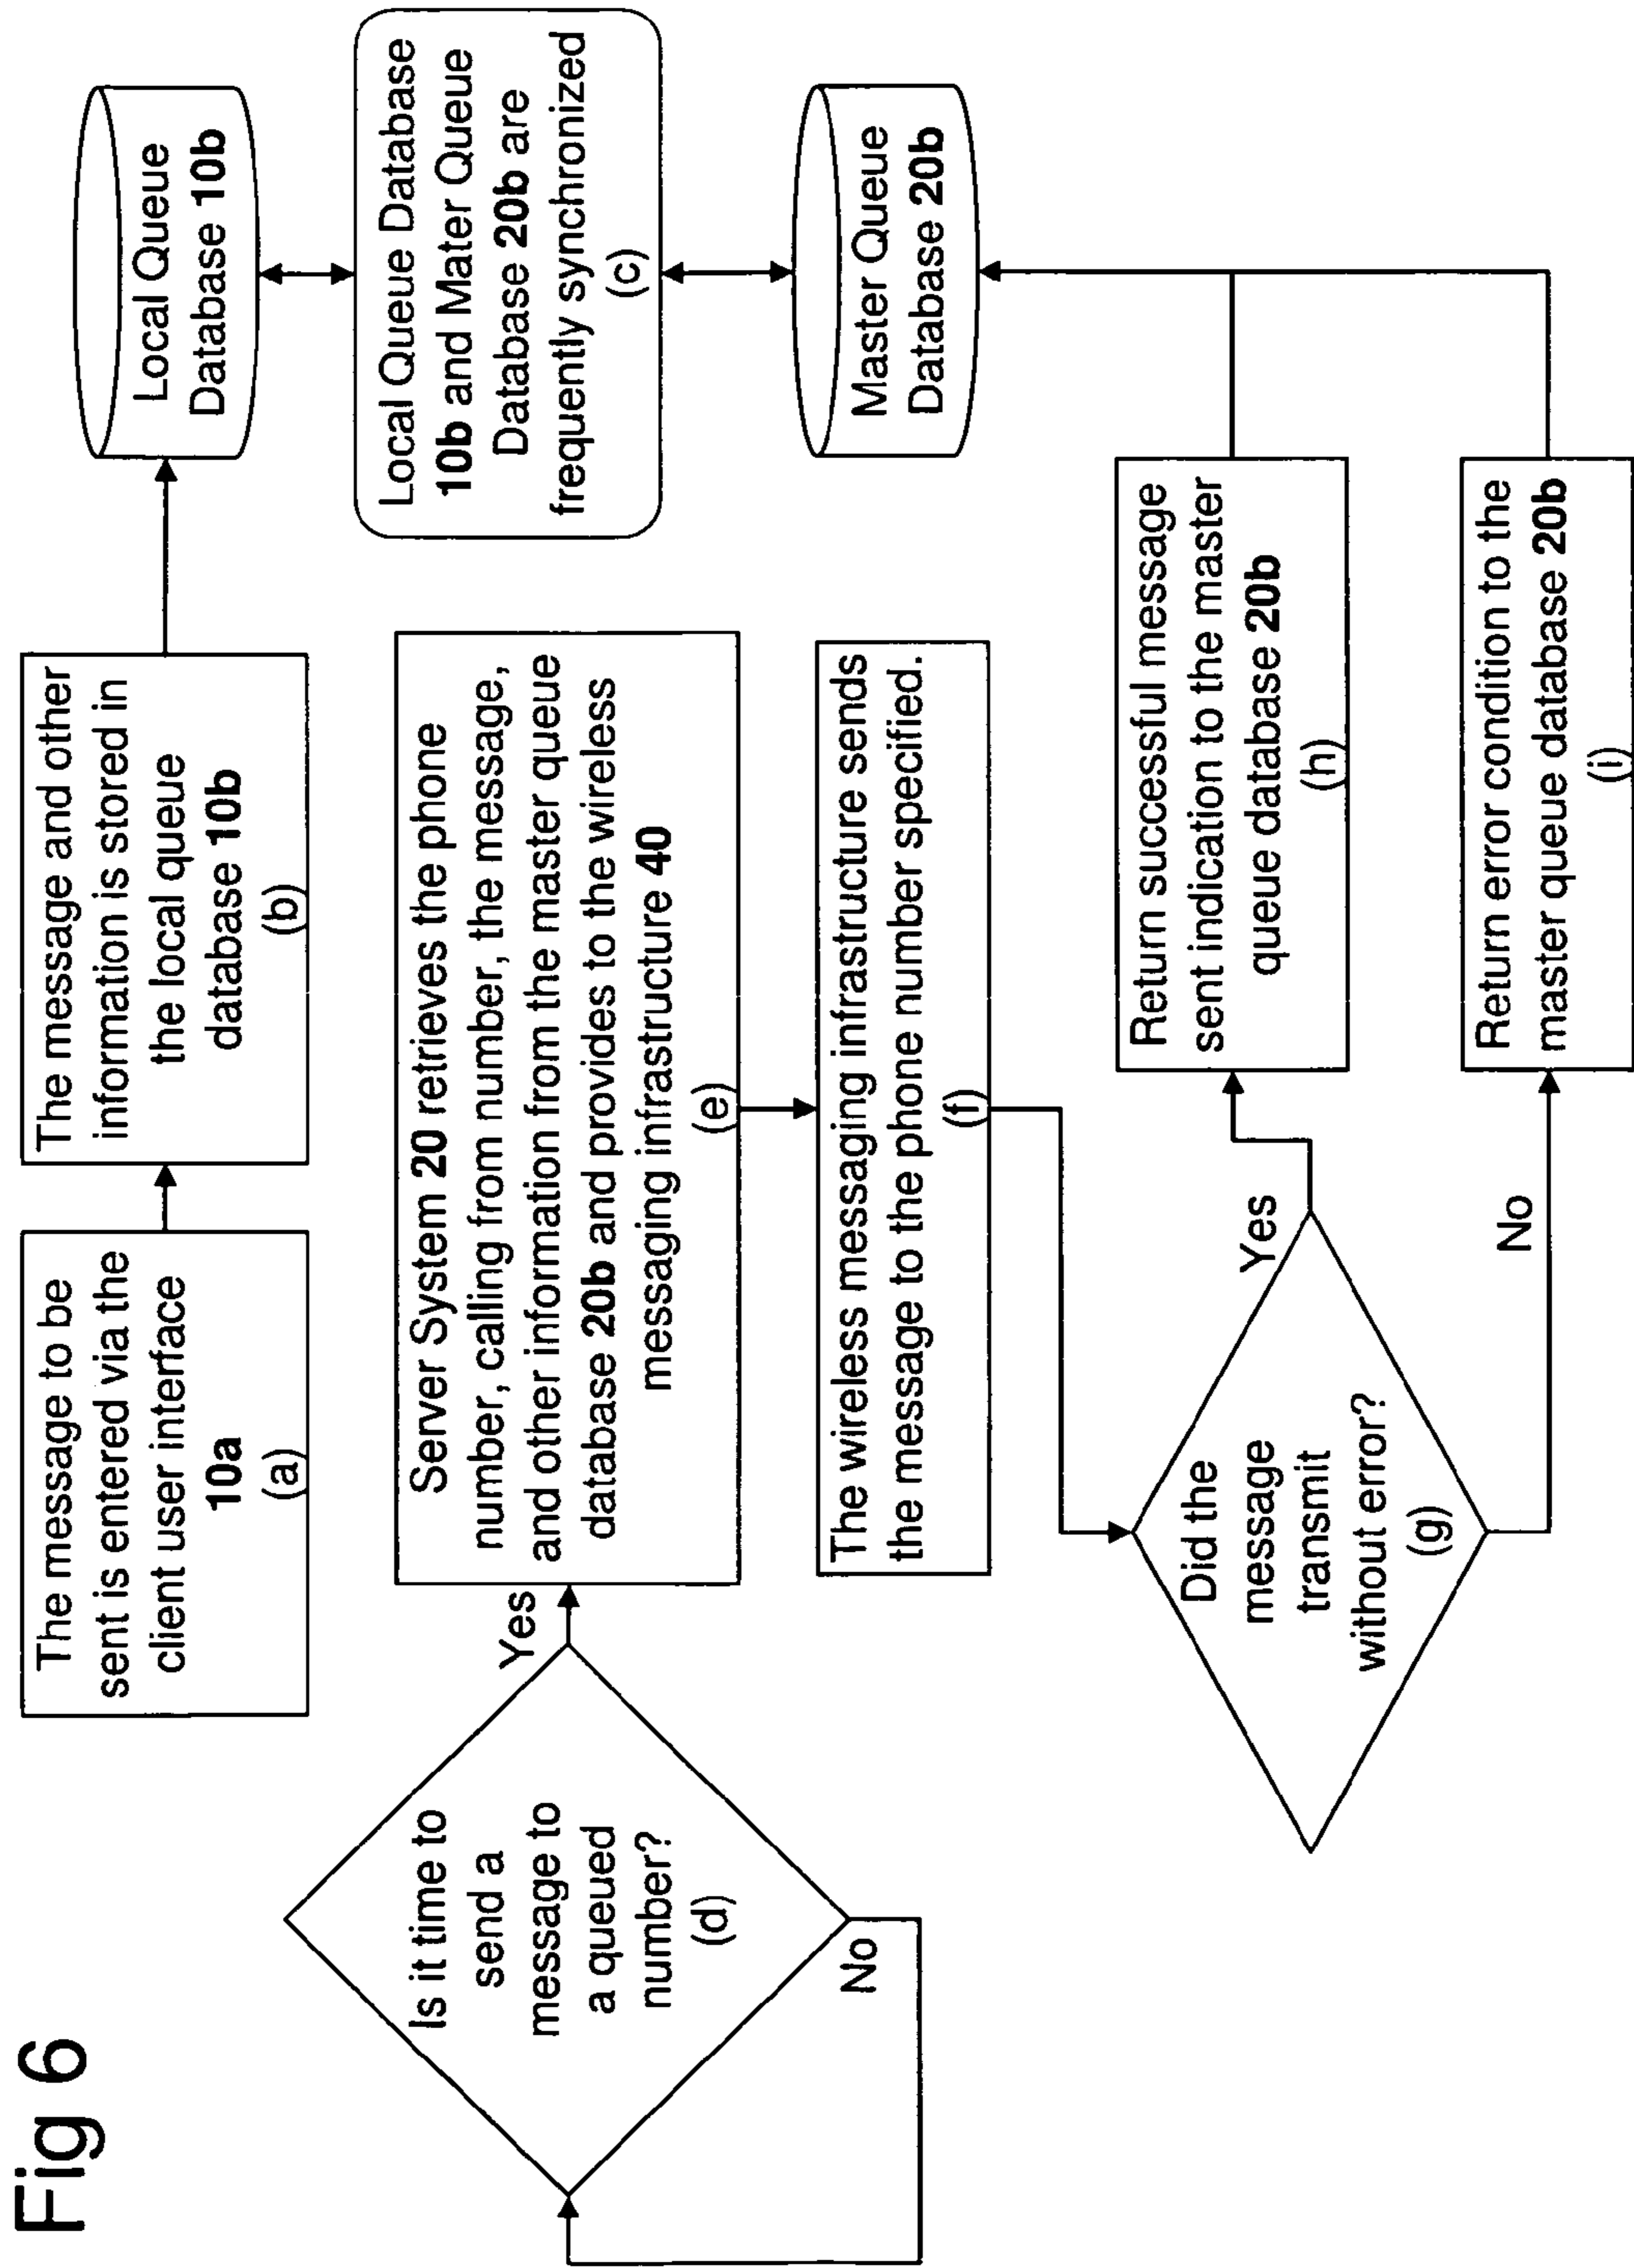 Fig 6
The message to be
sent is entered via the
client user interface
10a
(a)
The message and other
information is stored in
the local queue
database 10b
(b)
Local Queue
Database 10b
Local Queue Database
10b and Mater Queue
Database 20b are
frequently synchronized
(c)
Master Queue
Database 20b
Is it time to
send a
message to
a queued
number?
(d)
Yes
No
Server System 20 retrieves the phone
number, calling from number, the message,
and other information from the master queue
database 20b and provides to the wireless
messaging infrastructure 40
(e)
The wireless messaging infrastructure sends
the message to the phone number specified.
(f)
Did the
message
transmit
without error?
(g)
Yes
No
Return successful message
sent indication to the master
queue database 20b
(h)
Return error condition to the
master queue database 20b
(i)